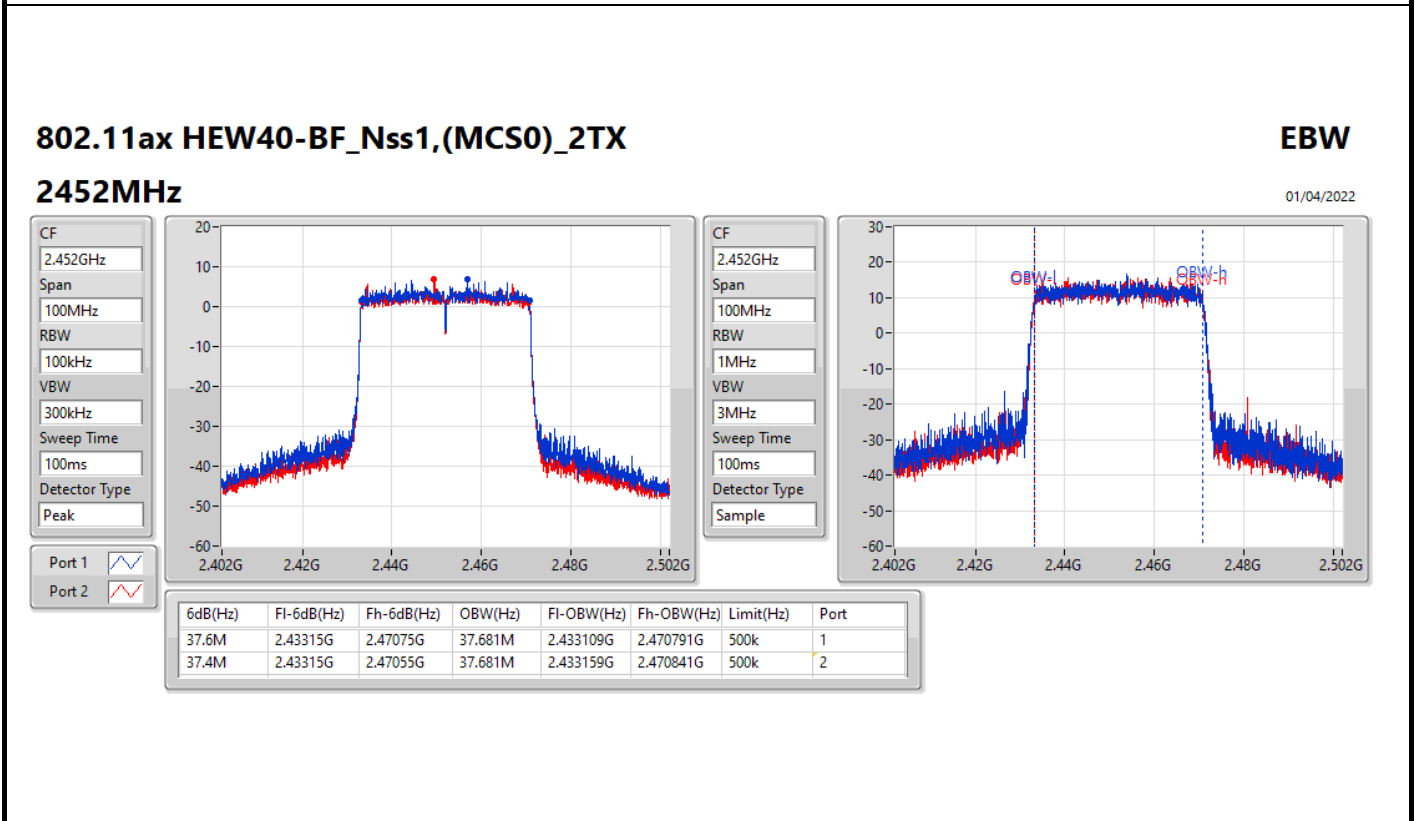 802.11ax HEW40-BF_Nss1,(MCS0)_2TX EBW
2452MHz 01/04/2022
CF
2.452GHz
Span
100MHz
RBW
100kHz
VBW
300kHz
Sweep Time
100ms
Detector Type
Peak
Port 1
Port 2
20
10
0
-10
-20
-30
-40
-50
-60
2.402G 2.42G 2.44G 2.46G 2.48G 2.502G
CF
2.452GHz
Span
100MHz
RBW
1MHz
VBW
3MHz
Sweep Time
100ms
Detector Type
Sample
30
20
10
0
-10
-20
-30
-40
-50
-60
OBW-l OBW-h
OBW-h
2.402G 2.42G 2.44G 2.46G 2.48G 2.502G
6dB(Hz) Fl-6dB(Hz) Fh-6dB(Hz) OBW(Hz) Fl-OBW(Hz) Fh-OBW(Hz) Limit(Hz) Port
37.6M 2.43315G 2.47075G 37.681M 2.433109G 2.470791G 500k 1
37.4M 2.43315G 2.47055G 37.681M 2.433159G 2.470841G 500k 2